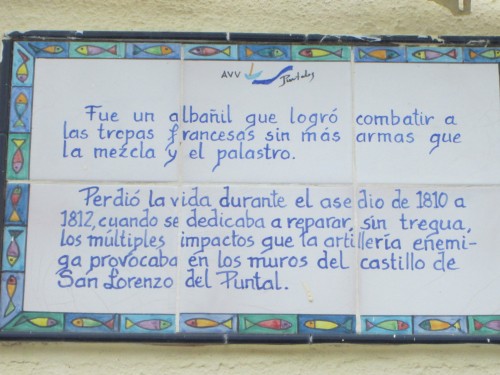 AVV Puntales
Fue un albañil que logró combatir a
las tropas francesas sin más armas que
la mezcla y el palastro.
Perdió la vida durante el asedio de 1810 a
1812, cuando se dedicaba a reparar, sin tregua,
los múltiples impactos que la artillería enemi-
ga provocaba en los muros del castillo de
San Lorenzo del Puntal.